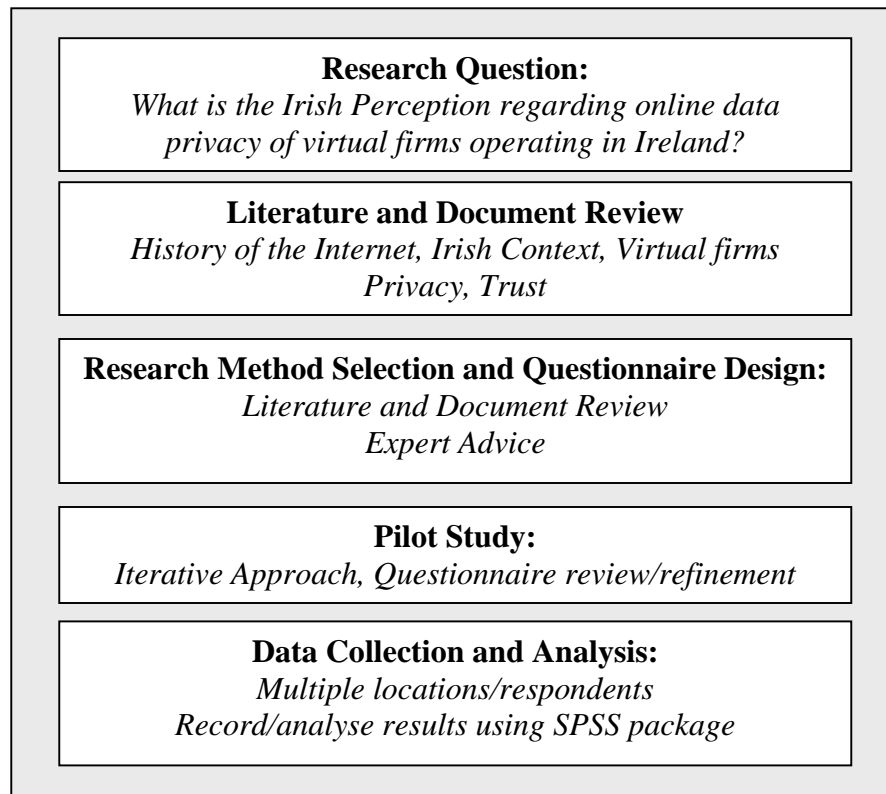 Research Question:
What is the Irish Perception regarding online data
privacy of virtual firms operating in Ireland?
Literature and Document Review
History of the Internet, Irish Context, Virtual firms
Privacy, Trust
Research Method Selection and Questionnaire Design:
Literature and Document Review
Expert Advice
Pilot Study:
Iterative Approach, Questionnaire review/refinement
Data Collection and Analysis:
Multiple locations/respondents
Record/analyse results using SPSS package